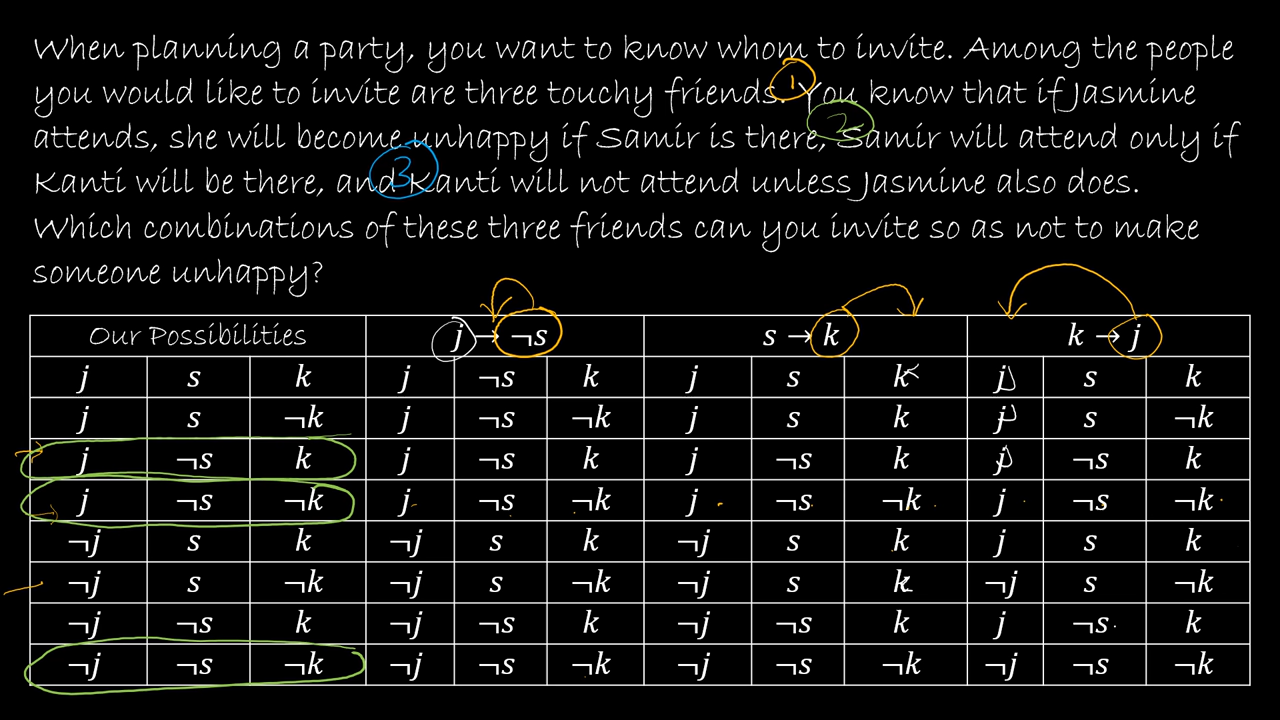 When planning a party, you want to know whom to invite. Among the people
you would like to invite are three touchy friends. You know that if Jasmine
attends, she will become unhappy if Samir is there, Samir will attend only if
Kanti will be there, and Kanti will not attend unless Jasmine also does.
Which combinations of these three friends can you invite so as not to make
someone unhappy?
1
2
3
Our Possibilities j → ¬s s → k k → j
j s k j ¬s k j s k j s k
j s ¬k j ¬s ¬k j s k j s ¬k
j ¬s k j ¬s k j ¬s k j ¬s k
j ¬s ¬k j ¬s ¬k j ¬s ¬k j ¬s ¬k
¬j s k ¬j s k ¬j s k j s k
¬j s ¬k ¬j s ¬k ¬j s k ¬j s ¬k
¬j ¬s k ¬j ¬s k ¬j ¬s k j ¬s k
¬j ¬s ¬k ¬j ¬s ¬k ¬j ¬s ¬k ¬j ¬s ¬k